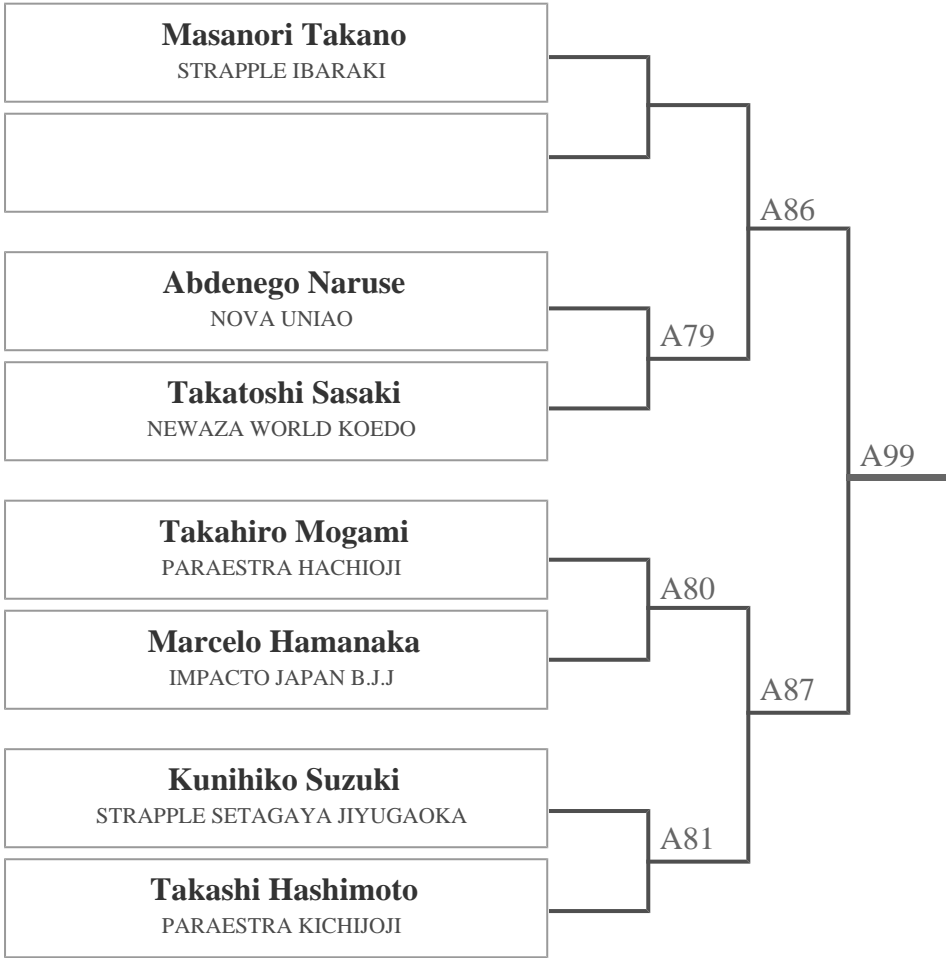 Masanori Takano
STRAPPLE IBARAKI
A86
Abdenego Naruse
NOVA UNIAO
A79
Takatoshi Sasaki
NEWAZA WORLD KOEDO
A99
Takahiro Mogami
PARAESTRA HACHIOJI
A80
Marcelo Hamanaka
IMPACTO JAPAN B.J.J
A87
Kunihiko Suzuki
STRAPPLE SETAGAYA JIYUGAOKA
A81
Takashi Hashimoto
PARAESTRA KICHIJOJI